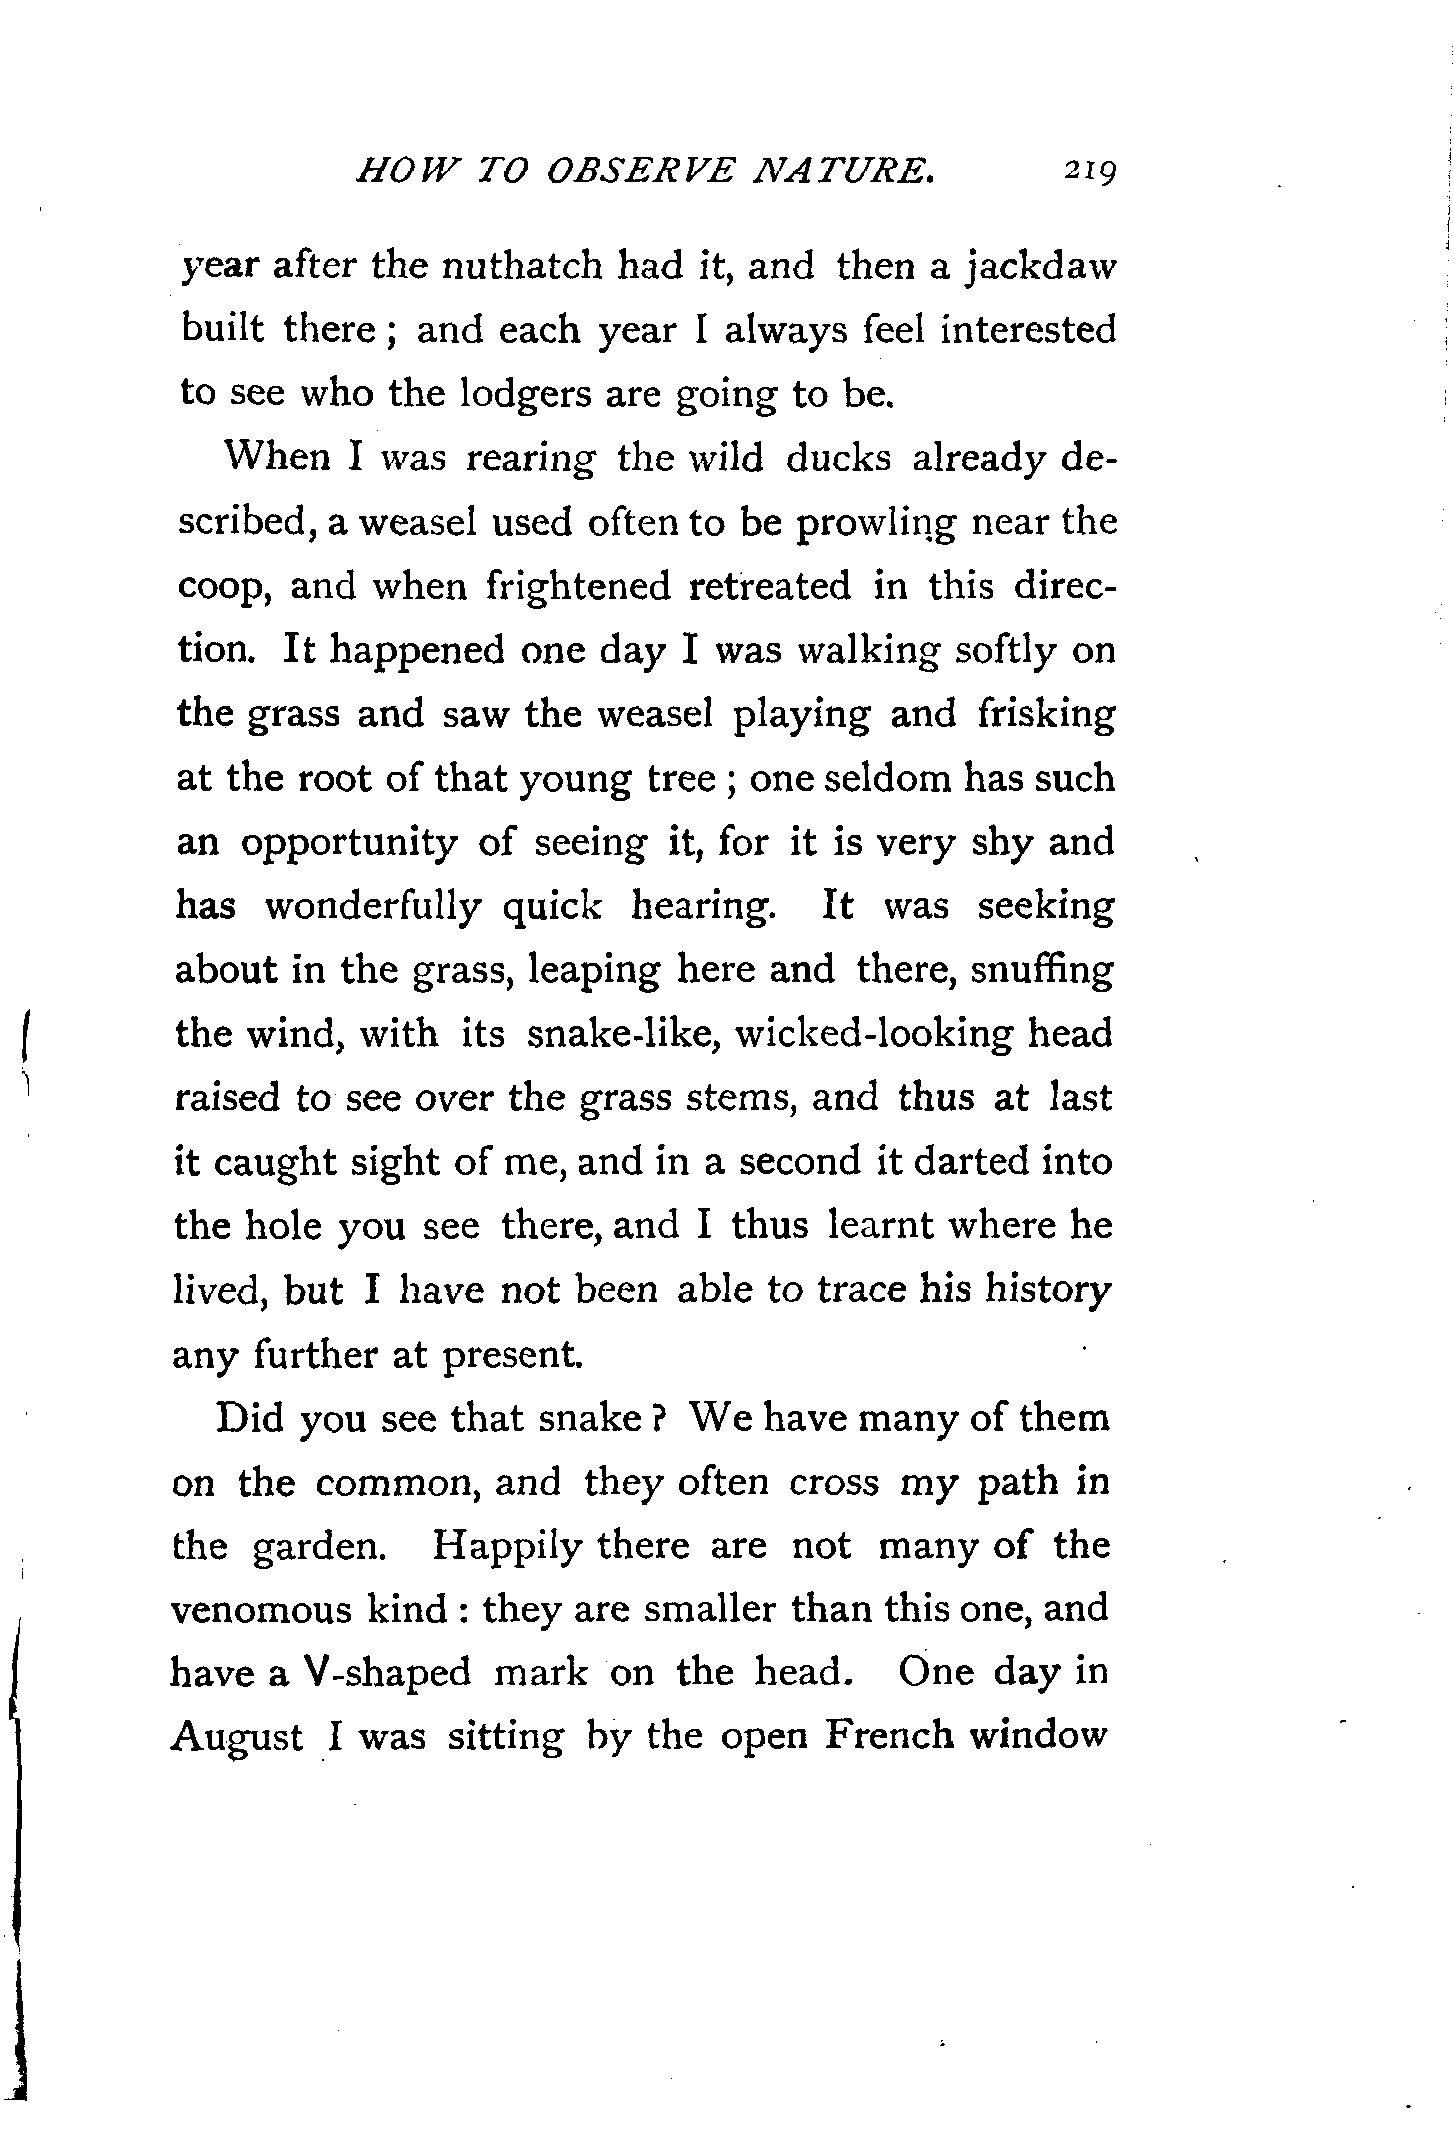 HOW TO OBSERVE NATURE. 219
year after the nuthatch had it, and then a jackdaw
built there ; and each year I always feel interested
to see who the lodgers are going to be.
When I was rearing the wild ducks already de-
scribed, a weasel used often to be prowling near the
coop, and when frightened retreated in this direc-
tion. It happened one day I was walking softly on
the grass and saw the weasel playing and frisking
at the root of that young tree ; one seldom has such
an opportunity of seeing it, for it is very shy and
has wonderfully quick hearing. It was seeking
about in the grass, leaping here and there, snuffing
the wind, with its snake-like, wicked-looking head
raised to see over the grass stems, and thus at last
it caught sight of me, and in a second it darted into
the hole you see there, and I thus learnt where he
lived, but I have not been able to trace his history
any further at present.
Did you see that snake ? We have many of them
on the common, and they often cross my path in
the garden. Happily there are not many of the
venomous kind : they are smaller than this one, and
have a V-shaped mark on the head. One day in
August I was sitting by the open French window